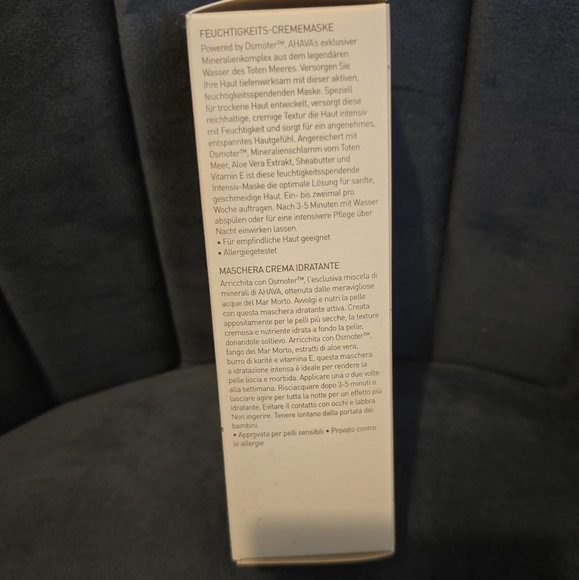 FEUCHTIGKEITS-CREMEMASKE
Powered by Osmoter™, AHAVA's exklusiver
Mineralienkomplex aus dem legendären
Wasser des Toten Meeres. Versorgen Sie
Ihre Haut tiefenwirksam mit dieser aktiven,
feuchtigkeitsspendenden Maske. Speziell
für trockene Haut entwickelt, versorgt diese
reichhaltige, cremige Textur die Haut intensiv
mit Feuchtigkeit und sorgt für ein angenehmes,
entspanntes Hautgefühl. Angereichert mit
Osmoter™, Mineralienschlamm vom Toten
Meer, Aloe Vera Extrakt, Sheabutter und
Vitamin E ist diese feuchtigkeitsspendende
Intensiv-Maske die optimale Lösung für sanfte,
geschmeidige Haut. Ein- bis zweimal pro
Woche auftragen. Nach 3-5 Minuten mit Wasser
abspülen oder für eine intensivere Pflege über
Nacht einwirken lassen.
• Für empfindliche Haut geeignet
• Allergiegetestet
MASCHERA CREMA IDRATANTE
Arricchita con Osmoter™, l'esclusiva miscela di
minerali di AHAVA, ottenuta dalle meravigliose
acque del Mar Morto. Avvolgi e nutri la pelle
con questa maschera idratante attiva. Creata
appositamente per le pelli più secche, la texture
cremosa e nutriente idrata a fondo la pelle,
donandole sollievo. Arricchita con Osmoter™,
fango del Mar Morto, estratti di aloe vera,
burro di karité e vitamina E, questa maschera
a idratazione intensa è ideale per rendere la
pelle liscia e morbida. Applicare una o due volte
alla settimana. Risciacquare dopo 3-5 minuti o
lasciare agire per tutta la notte per un effetto più
idratante. Evitare il contatto con occhi e labbra.
Non ingerire. Tenere lontano dalla portata dei
bambini.
• Approvata per pelli sensibili • Provato contro
le allergie